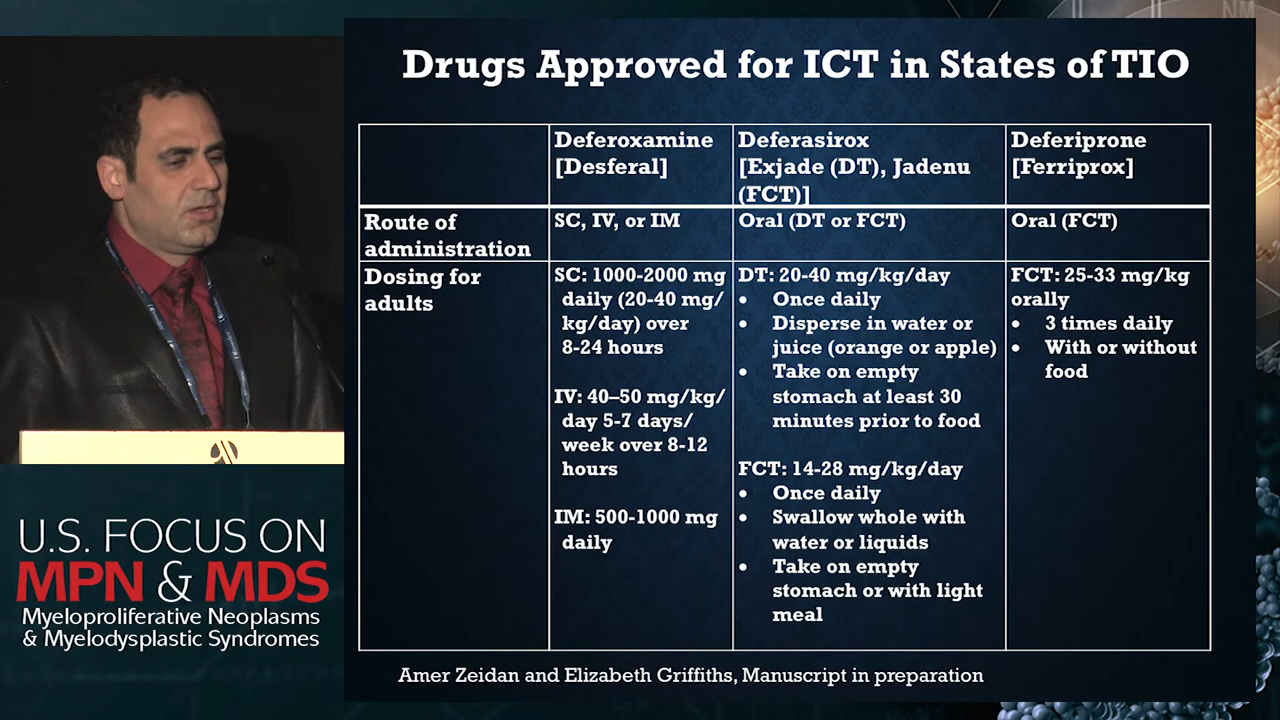 NM
Drugs Approved for ICT in States of TIO
Deferoxamine
[Desferal]
Deferasirox
[Exjade (DT), Jadenu
(FCT)]
Deferiprone
[Ferriprox]
Route of
administration
SC, IV, or IM
Oral (DT or FCT)
Oral (FCT)
Dosing for
adults
SC: 1000-2000 mg
daily (20-40 mg/
kg/day) over
8-24 hours
IV: 40–50 mg/kg/
day 5-7 days/
week over 8-12
hours
IM: 500-1000 mg
daily
DT: 20-40 mg/kg/day
• Once daily
• Disperse in water or
juice (orange or apple)
• Take on empty
stomach at least 30
minutes prior to food
FCT: 14-28 mg/kg/day
• Once daily
• Swallow whole with
water or liquids
• Take on empty
stomach or with light
meal
FCT: 25-33 mg/kg
orally
• 3 times daily
• With or without
food
Amer Zeidan and Elizabeth Griffiths, Manuscript in preparation
U.S. FOCUS ON
MPN & MDS
Myeloproliferative Neoplasms
& Myelodysplastic Syndromes